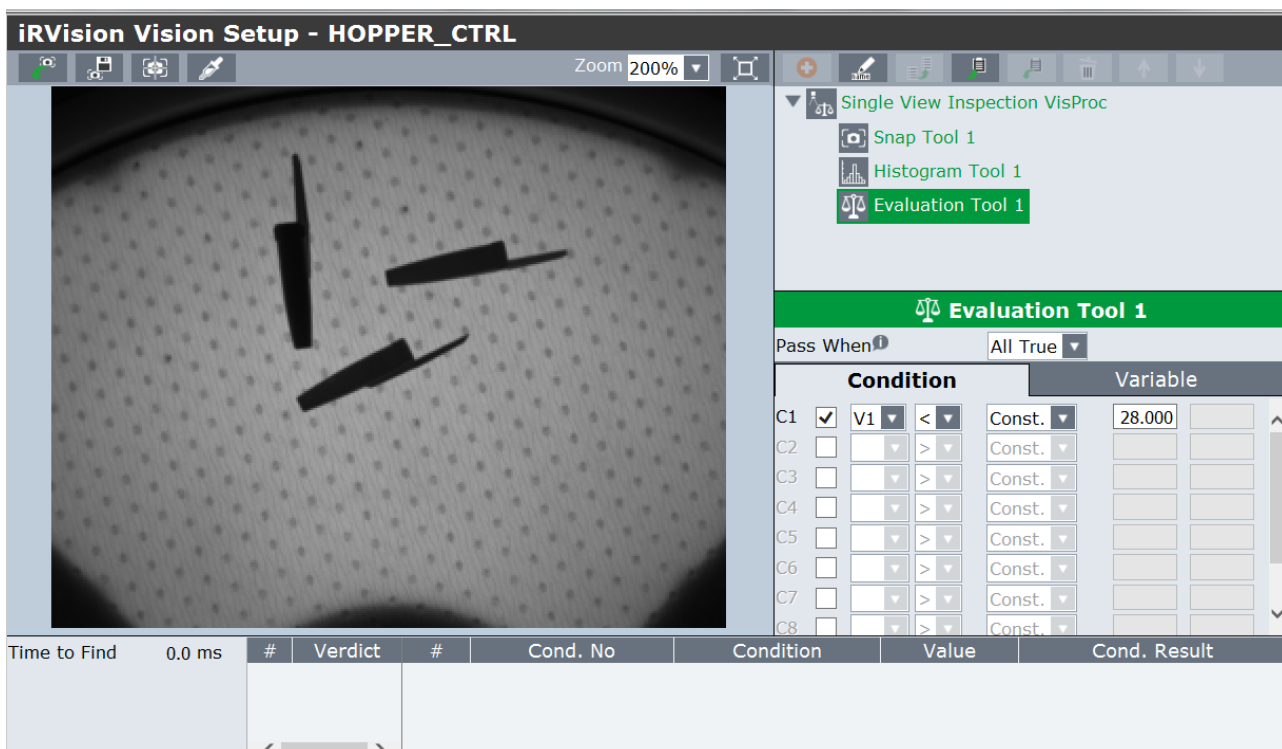 iRVision Vision Setup - HOPPER_CTRL
Zoom 200%
Single View Inspection VisProc
Snap Tool 1
Histogram Tool 1
Evaluation Tool 1
Evaluation Tool 1
Pass When All True
Condition Variable
C1 V1 < Const. 28.000
C2 > Const.
C3 > Const.
C4 > Const.
C5 > Const.
C6 > Const.
C7 > Const.
C8 > Const.
Time to Find 0.0 ms # Verdict # Cond. No Condition Value Cond. Result